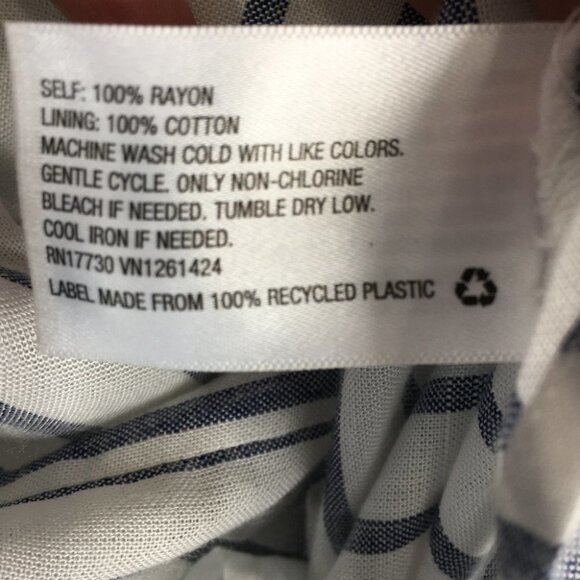 SELF: 100% RAYON
LINING: 100% COTTON
MACHINE WASH COLD WITH LIKE COLORS.
GENTLE CYCLE. ONLY NON-CHLORINE
BLEACH IF NEEDED. TUMBLE DRY LOW.
COOL IRON IF NEEDED.
RN17730 VN1261424
LABEL MADE FROM 100% RECYCLED PLASTIC